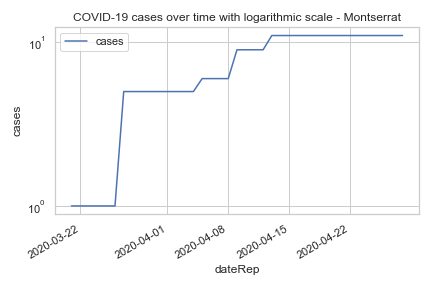 COVID-19 cases over time with logarithmic scale - Montserrat
10¹
cases
cases
10⁰
2020-03-22
2020-04-01
2020-04-08
2020-04-15
2020-04-22
dateRep